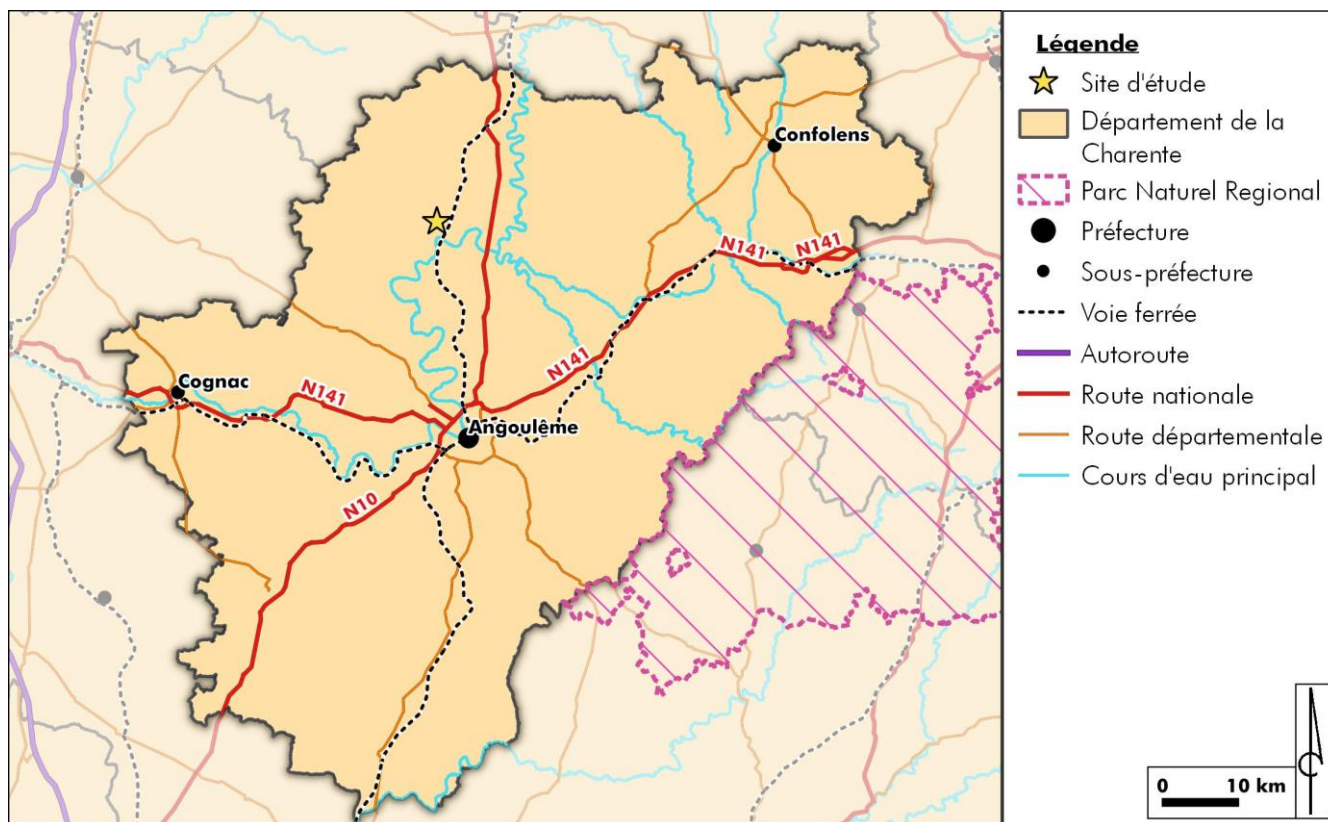 Confolens
N141
N141
N141
Cognac
N141
Angoulême
N10
Légende
Site d'étude
Département de la
Charente
Parc Naturel Regional
Préfecture
Sous-préfecture
Voie ferrée
Autoroute
Route nationale
Route départementale
Cours d'eau principal
0 10 km